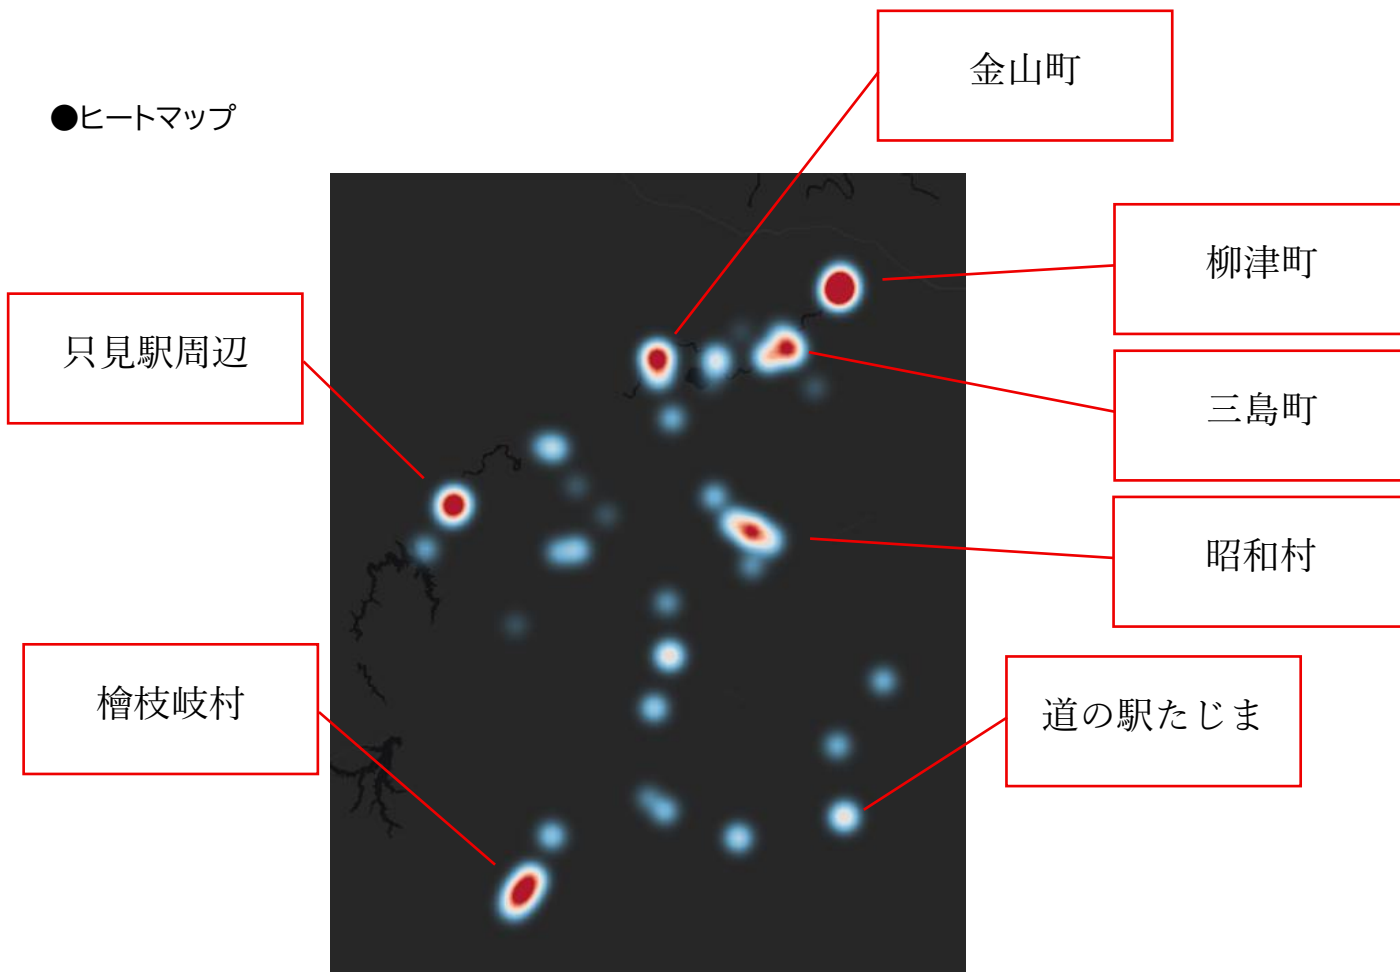 ●ヒートマップ
金山町
柳津町
只見駅周辺
三島町
昭和村
檜枝岐村
道の駅たじま